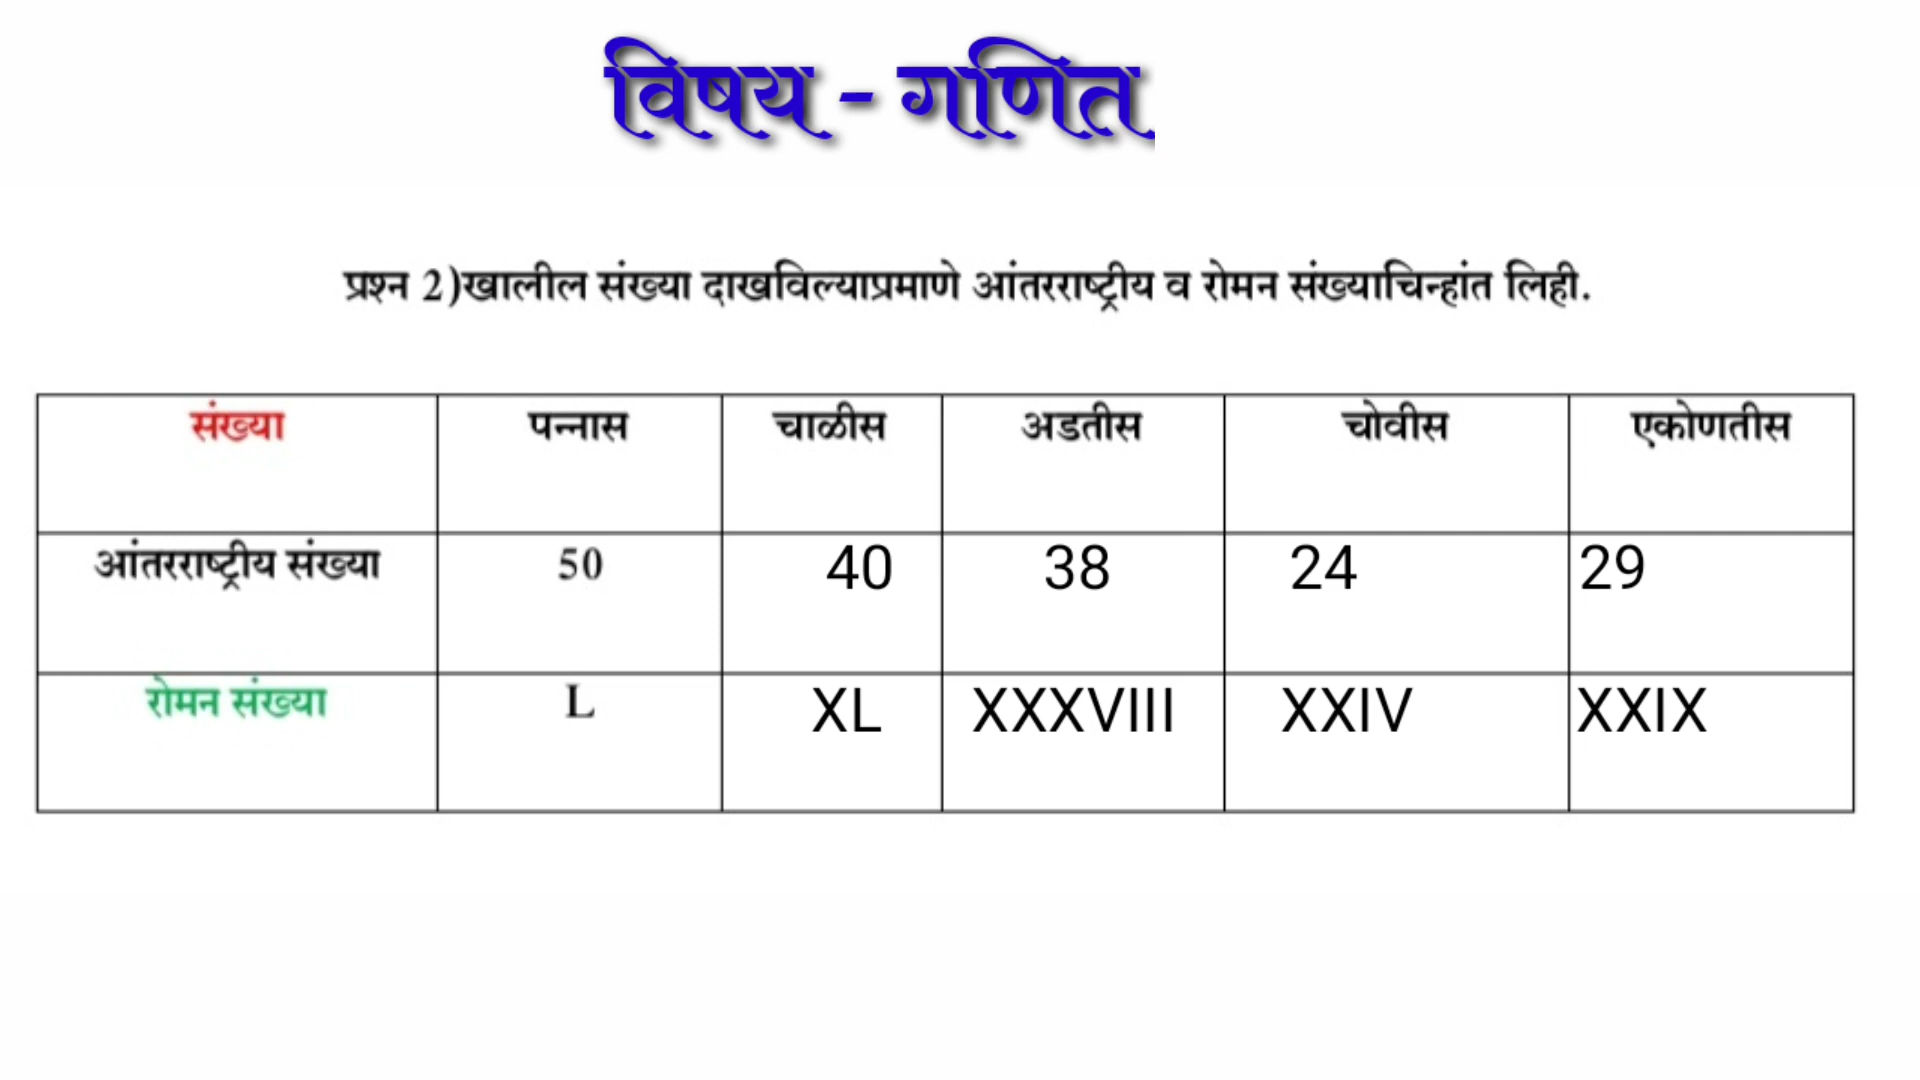 विषय - गणित
प्रश्न 2)खालील संख्या दाखविल्याप्रमाणे आंतरराष्ट्रीय व रोमन संख्याचिन्हांत लिही.
संख्या पन्नास चाळीस अडतीस चोवीस एकोणतीस
आंतरराष्ट्रीय संख्या 50 40 38 24 29
रोमन संख्या L XL XXXVIII XXIV XXIX